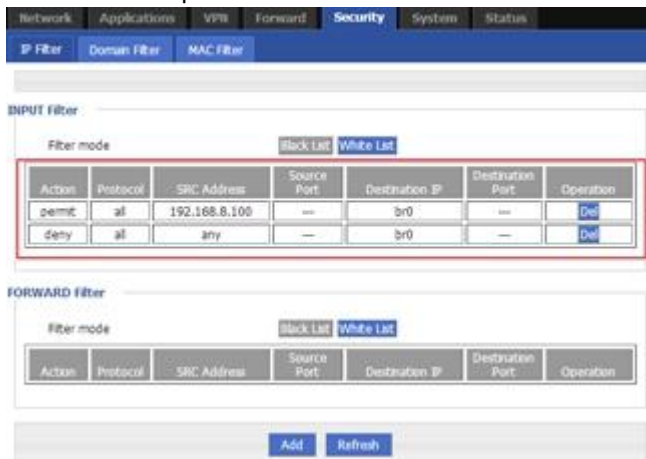 Network Applications VPN Forward Security System Status
IP Filter Domain Filter MAC Filter
INPUT Filter
Filter mode Black List White List
Action Protocol SRC Address Source Port Destination IP Destination Port Operation
permit all 192.168.8.100 --- br0 --- Del
deny all any --- br0 --- Del
FORWARD Filter
Filter mode Black List White List
Action Protocol SRC Address Source Port Destination IP Destination Port Operation
Add Refresh